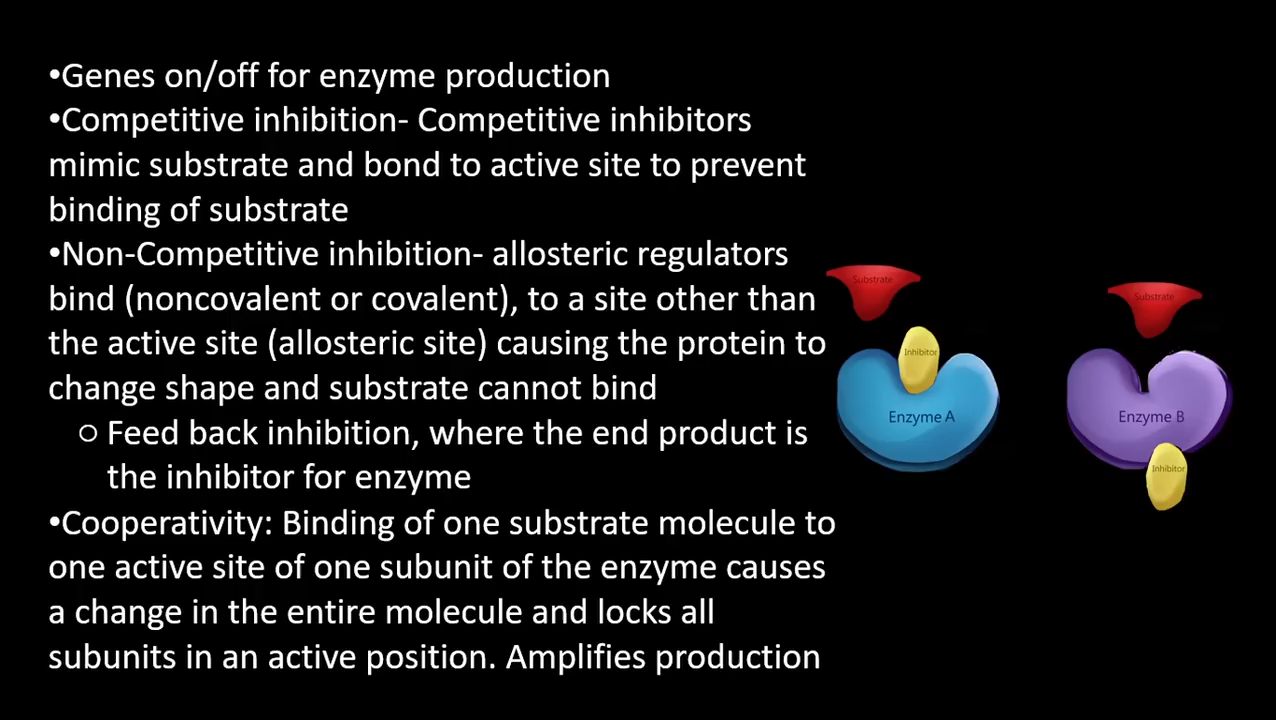 •Genes on/off for enzyme production
•Competitive inhibition- Competitive inhibitors
mimic substrate and bond to active site to prevent
binding of substrate
•Non-Competitive inhibition- allosteric regulators
bind (noncovalent or covalent), to a site other than
the active site (allosteric site) causing the protein to
change shape and substrate cannot bind
○ Feed back inhibition, where the end product is
the inhibitor for enzyme
•Cooperativity: Binding of one substrate molecule to
one active site of one subunit of the enzyme causes
a change in the entire molecule and locks all
subunits in an active position. Amplifies production
Substrate
Inhibitor
Enzyme A
Substrate
Enzyme B
Inhibitor